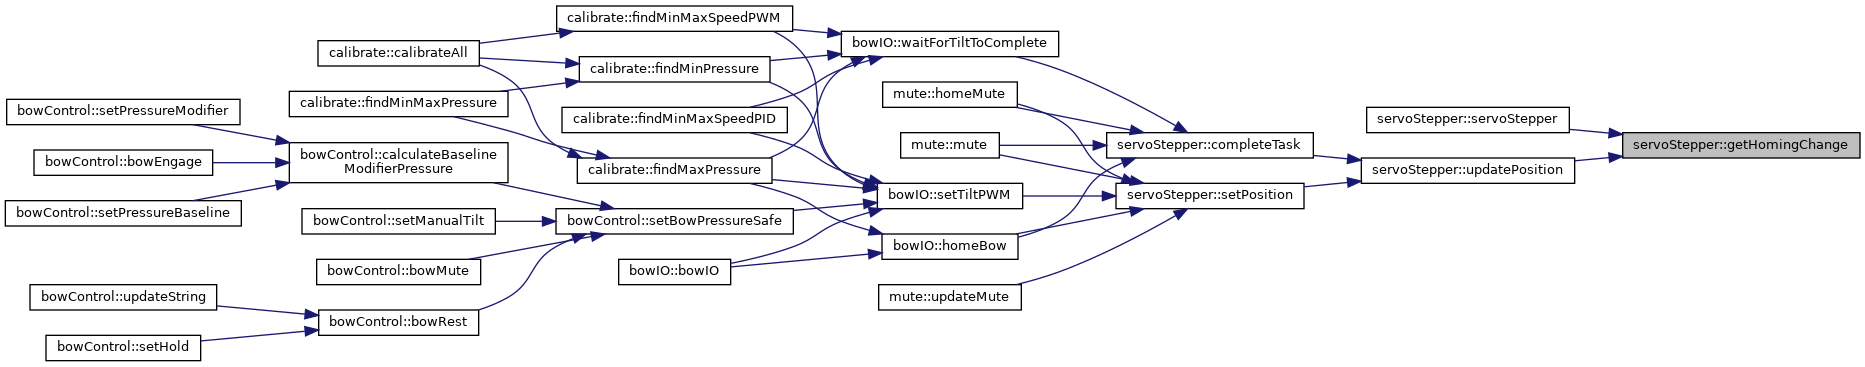 calibrate::findMinMaxSpeedPWM
bowIO::waitForTiltToComplete
calibrate::calibrateAll
calibrate::findMinPressure
mute::homeMute
calibrate::findMinMaxPressure
bowControl::setPressureModifier
calibrate::findMinMaxSpeedPID
servoStepper::servoStepper
mute::mute
servoStepper::completeTask
servoStepper::getHomingChange
bowControl::calculateBaseline
ModifierPressure
bowControl::bowEngage
calibrate::findMaxPressure
servoStepper::updatePosition
bowIO::setTiltPWM
servoStepper::setPosition
bowControl::setPressureBaseline
bowControl::setManualTilt
bowControl::setBowPressureSafe
bowIO::homeBow
bowControl::bowMute
bowIO::bowIO
bowControl::updateString
mute::updateMute
bowControl::bowRest
bowControl::setHold